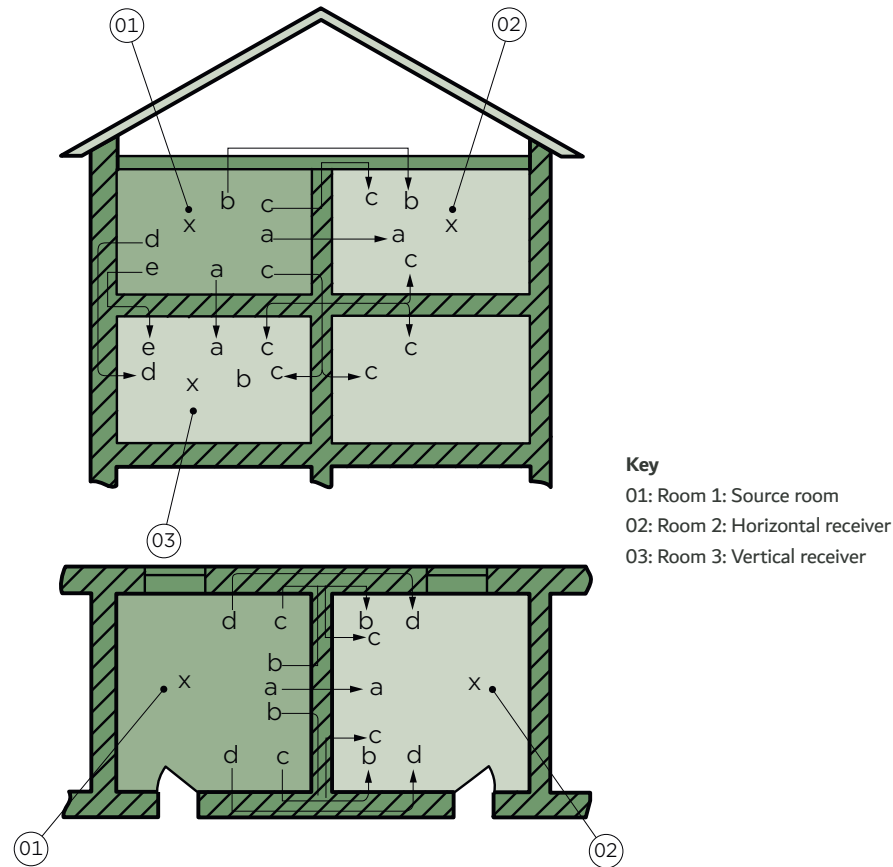 01
02
b
c
c
b
x
x
d
a
a
c
e
a
c
e
a
c
c
d
x
b
c
c
03
Key
01: Room 1: Source room
02: Room 2: Horizontal receiver
03: Room 3: Vertical receiver
d
c
b
d
c
b
x
a
a
x
b
c
d
c
b
d
01
02